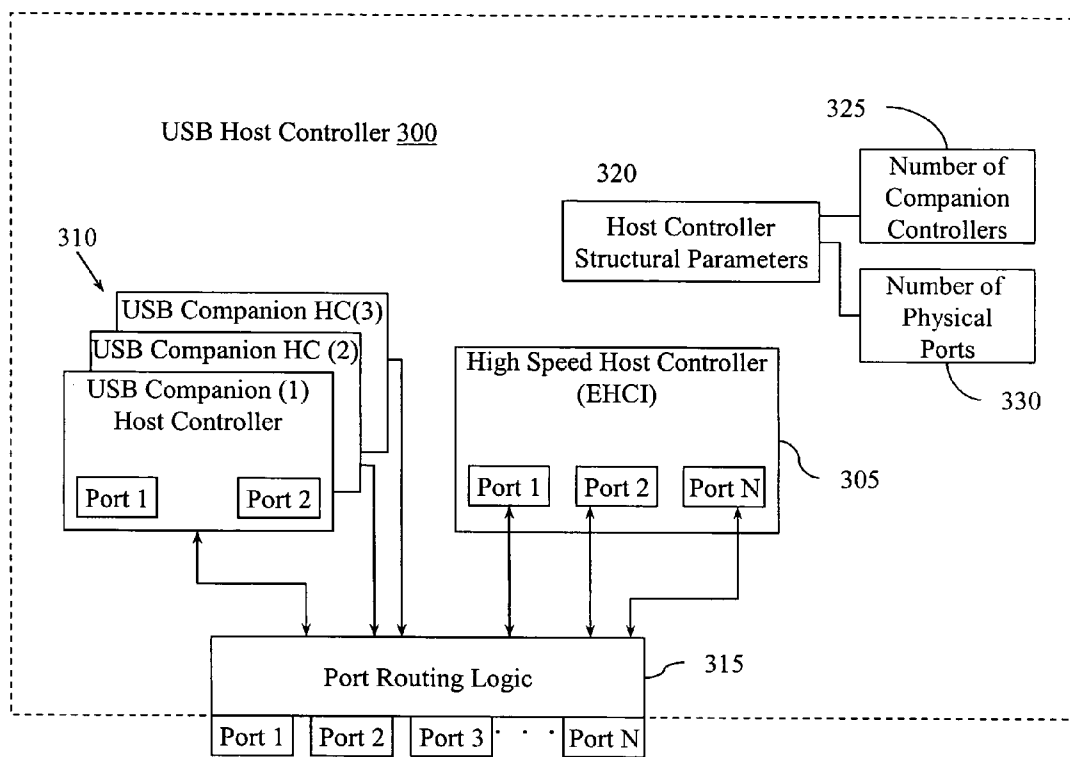 USB Host Controller 300
325
Number of
Companion
Controllers
320
Host Controller
Structural Parameters
Number of
Physical
Ports
330
310
USB Companion HC(3)
USB Companion HC (2)
USB Companion (1)
Host Controller
Port 1
Port 2
High Speed Host Controller
(EHCI)
Port 1
Port 2
Port N
305
Port Routing Logic
315
Port 1
Port 2
Port 3
. . .
Port N